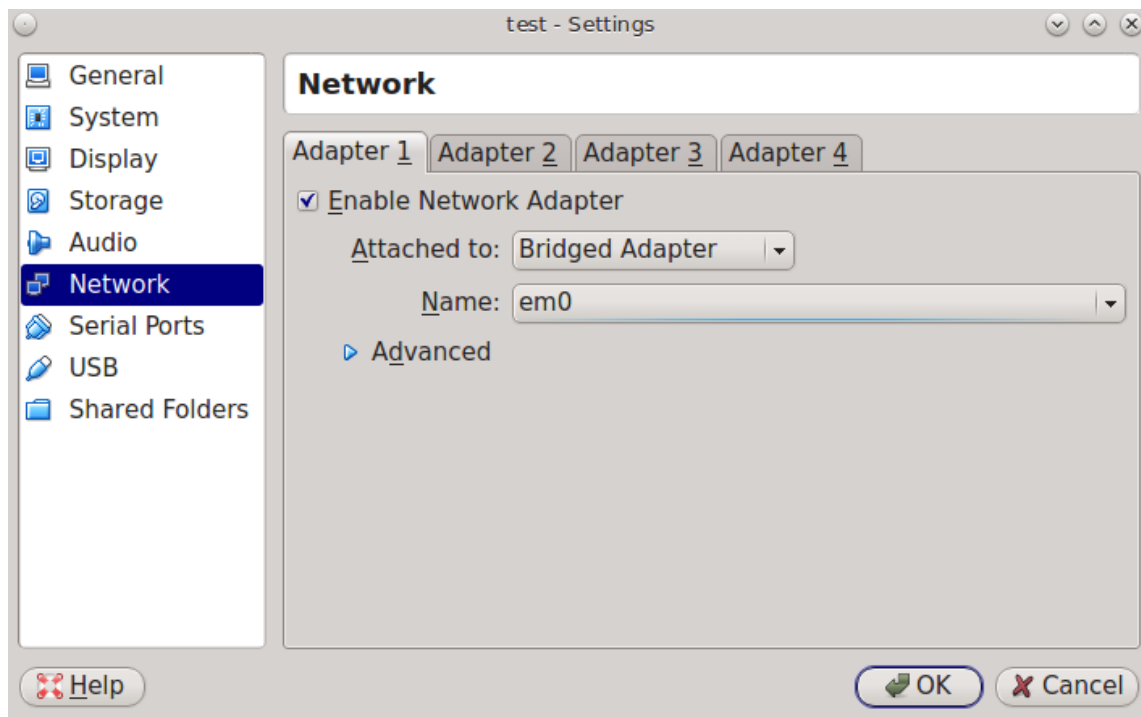 test - Settings
General
System
Display
Storage
Audio
Network
Serial Ports
USB
Shared Folders
Network
Adapter 1 Adapter 2 Adapter 3 Adapter 4
Enable Network Adapter
Attached to: Bridged Adapter
Name: em0
Advanced
Help OK Cancel